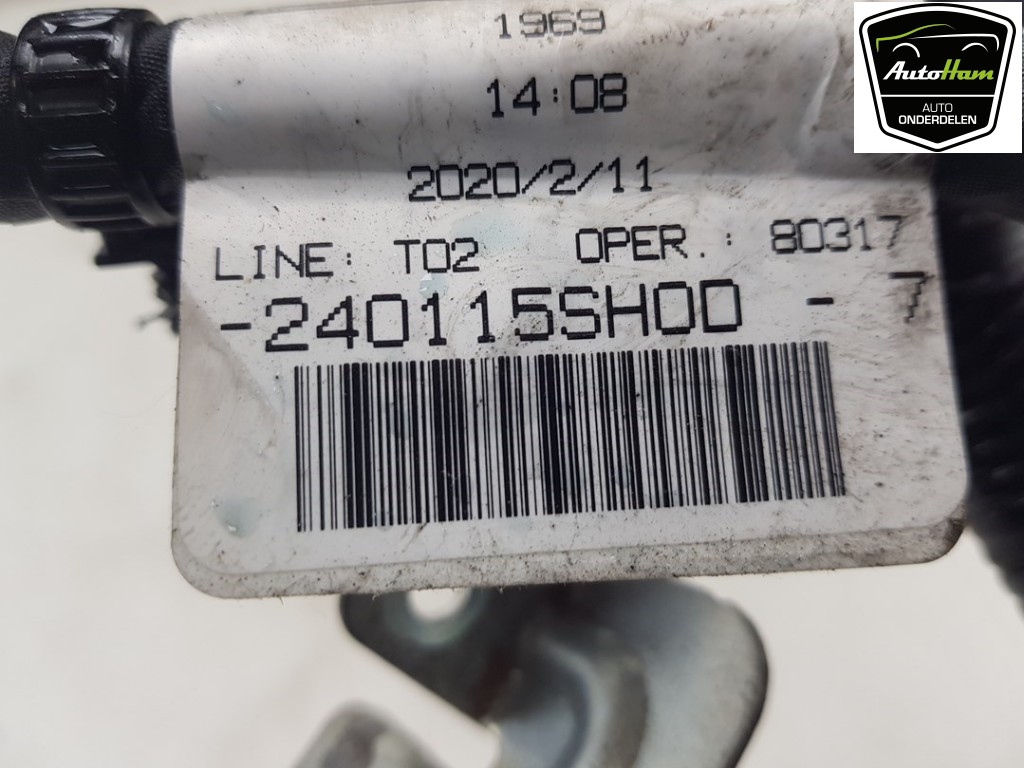 1969
14:08
2020/2/11
LINE: T02 OPER.: 80317
-240115SH0D - 7
AutoHam
AUTO
ONDERDELEN